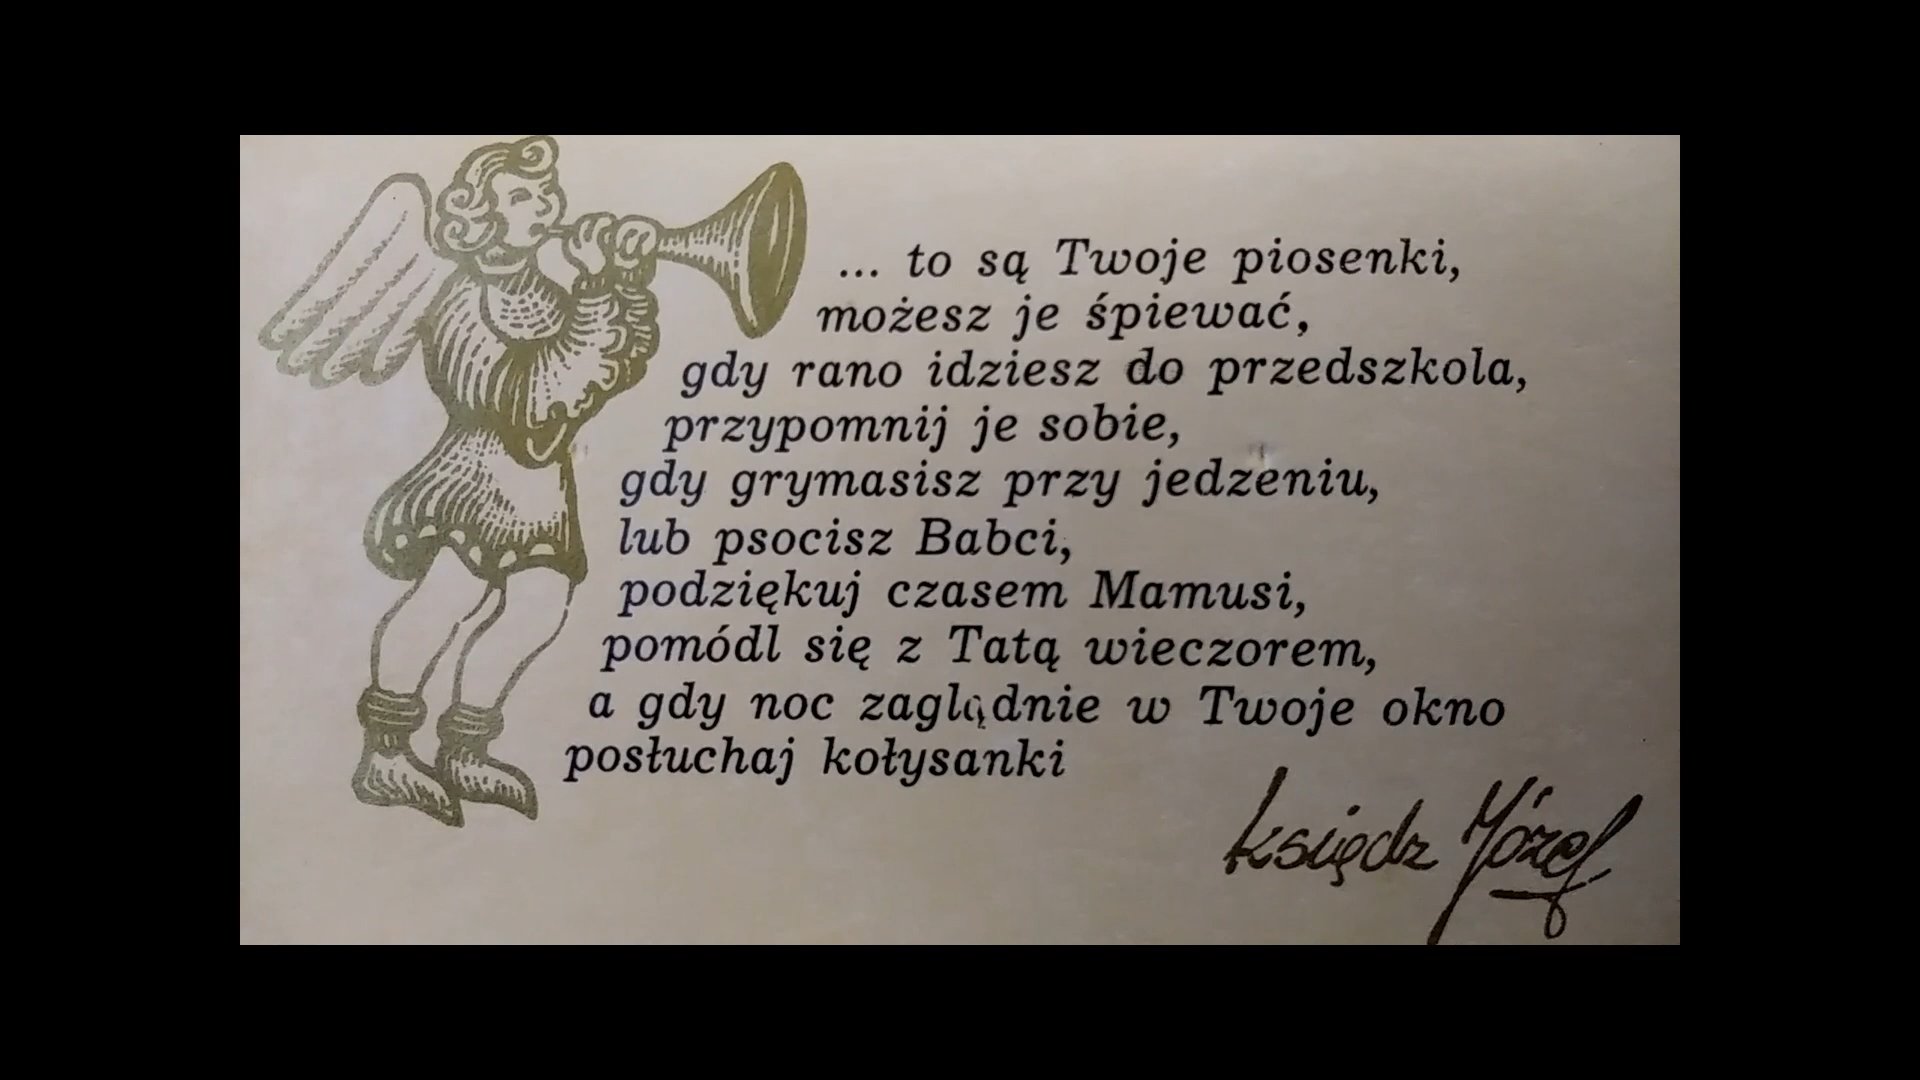 ... to są Twoje piosenki,
możesz je śpiewać,
gdy rano idziesz do przedszkola,
przypomnij je sobie,
gdy grymasisz przy jedzeniu,
lub psocisz Babci,
podziękuj czasem Mamusi,
pomódl się z Tatą wieczorem,
a gdy noc zaglądnie w Twoje okno
posłuchaj kołysanki
Ksiądz Józef